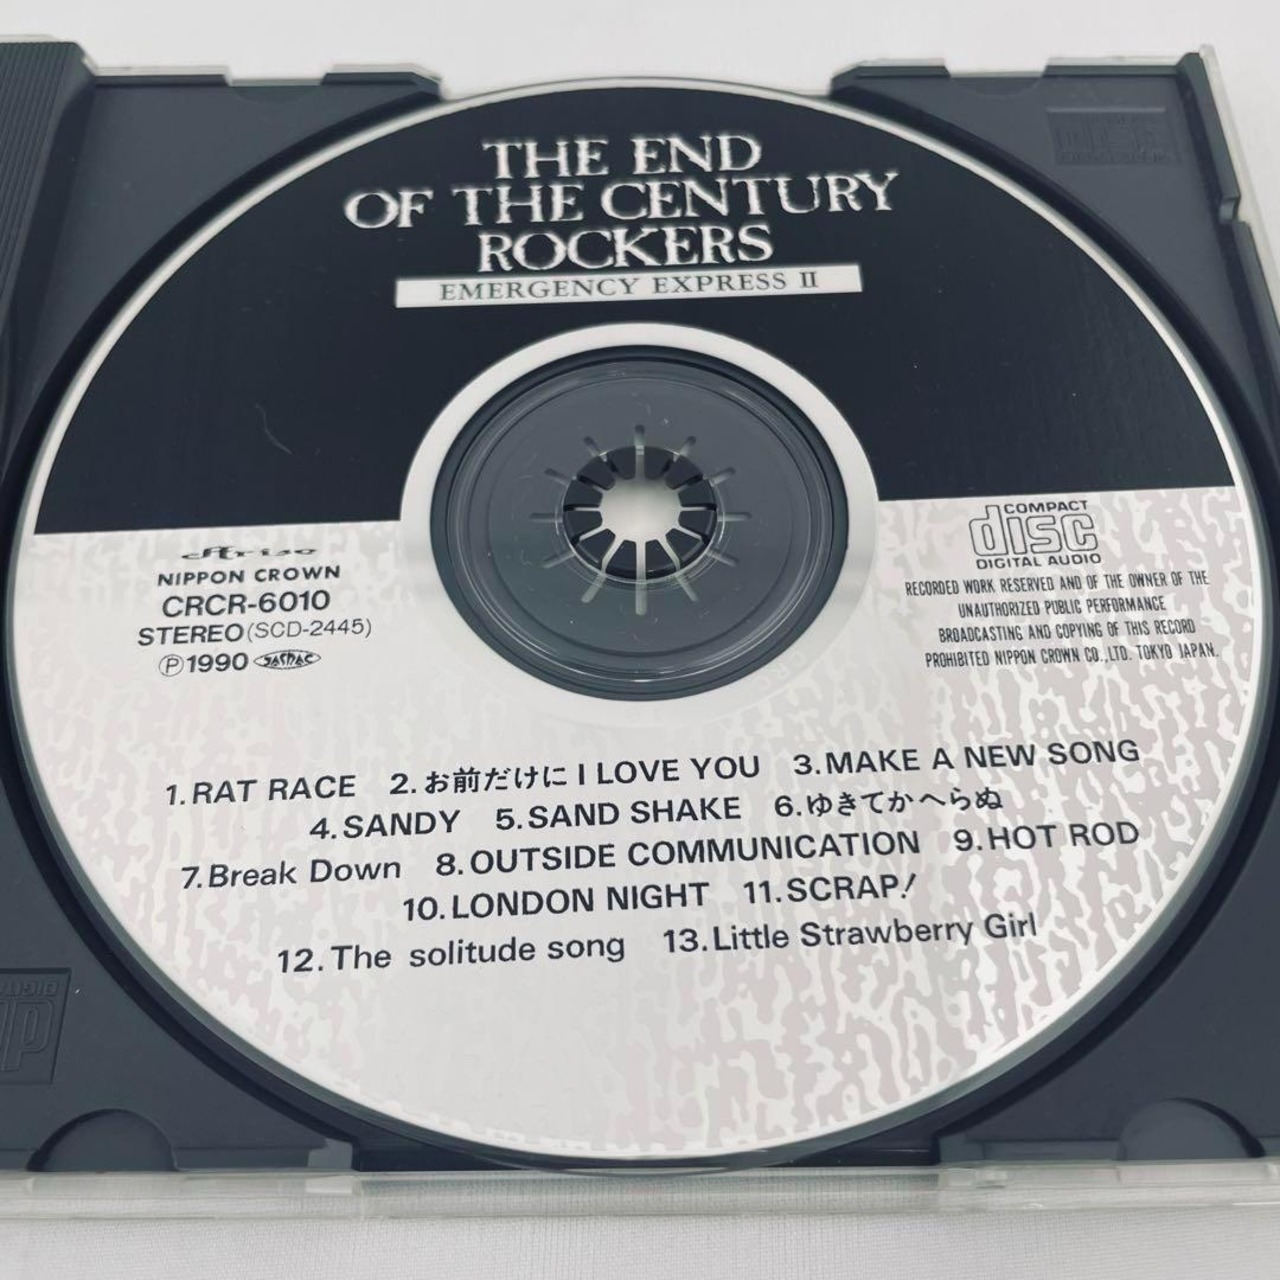 THE END
OF THE CENTURY
ROCKERS
EMERGENCY EXPRESS II
NIPPON CROWN
CRCR-6010
STEREO (SCD-2445)
Ⓟ1990 JASRAC
COMPACT
disc
DIGITAL AUDIO
RECORDED WORK RESERVED AND OF THE OWNER OF THE
UNAUTHORIZED PUBLIC PERFORMANCE
BROADCASTING AND COPYING OF THIS RECORD
PROHIBITED NIPPON CROWN CO.,LTD. TOKYO JAPAN.
1.RAT RACE 2.お前だけに I LOVE YOU 3.MAKE A NEW SONG
4.SANDY 5.SAND SHAKE 6.ゆきてかへらぬ
7.Break Down 8.OUTSIDE COMMUNICATION 9.HOT ROD
10.LONDON NIGHT 11.SCRAP!
12.The solitude song 13.Little Strawberry Girl